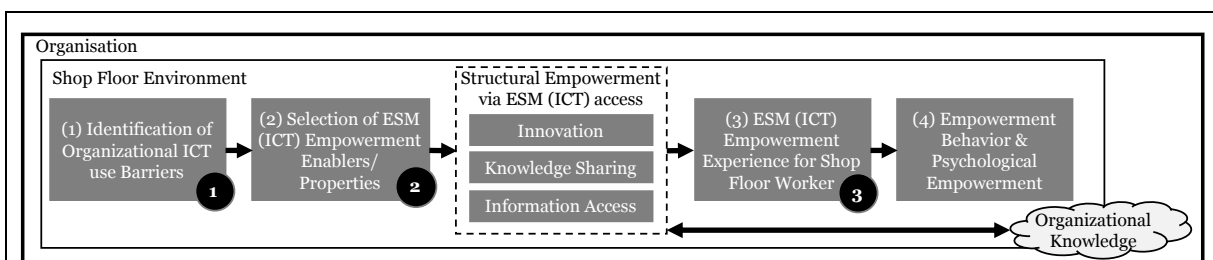 Organisation
Shop Floor Environment
(1) Identification of
Organizational ICT
use Barriers
1
(2) Selection of ESM
(ICT) Empowerment
Enablers/
Properties
2
Structural Empowerment
via ESM (ICT) access
Innovation
Knowledge Sharing
Information Access
(3) ESM (ICT)
Empowerment
Experience for Shop
Floor Worker
3
(4) Empowerment
Behavior &
Psychological
Empowerment
Organizational
Knowledge